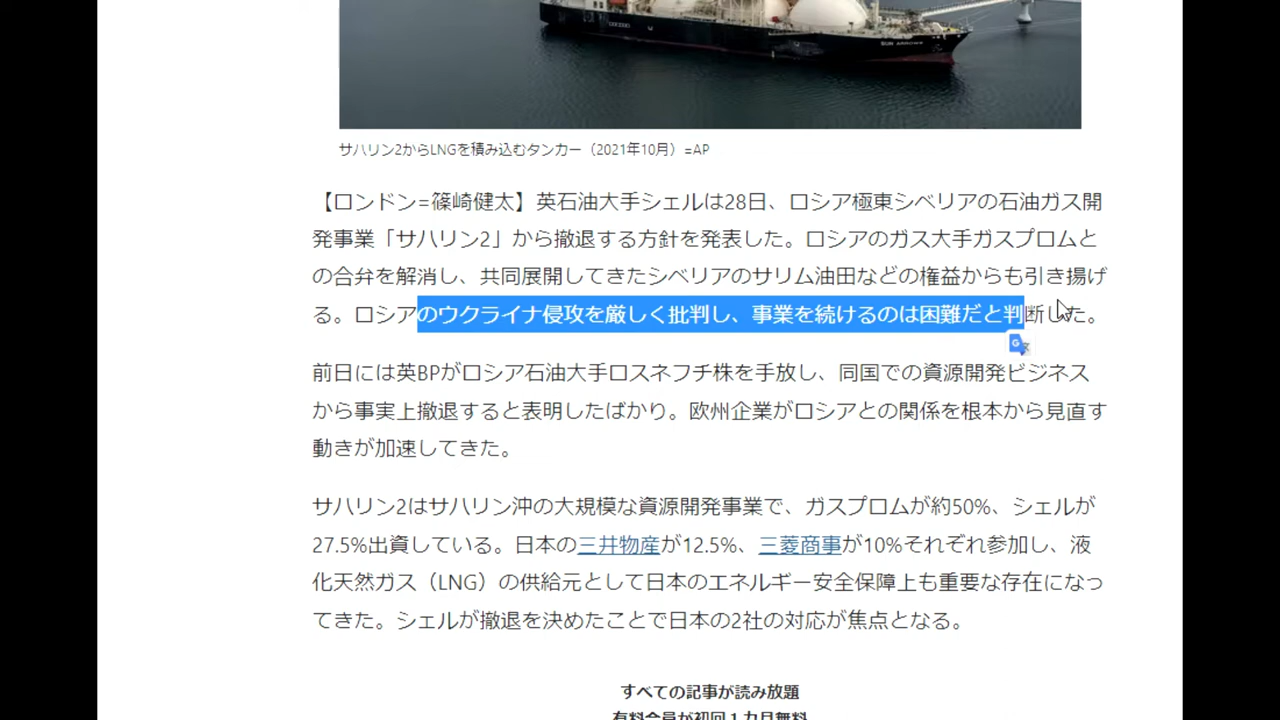 SUN ARROWS
サハリン2からLNGを積み込むタンカー（2021年10月）=AP
【ロンドン=篠崎健太】英石油大手シェルは28日、ロシア極東シベリアの石油ガス開
発事業「サハリン2」から撤退する方針を発表した。ロシアのガス大手ガスプロムと
の合弁を解消し、共同展開してきたシベリアのサリム油田などの権益からも引き揚げ
る。ロシアのウクライナ侵攻を厳しく批判し、事業を続けるのは困難だと判断した。
前日には英BPがロシア石油大手ロスネフチ株を手放し、同国での資源開発ビジネス
から事実上撤退すると表明したばかり。欧州企業がロシアとの関係を根本から見直す
動きが加速してきた。
サハリン2はサハリン沖の大規模な資源開発事業で、ガスプロムが約50%、シェルが
27.5%出資している。日本の三井物産が12.5%、三菱商事が10%それぞれ参加し、液
化天然ガス（LNG）の供給元として日本のエネルギー安全保障上も重要な存在になっ
てきた。シェルが撤退を決めたことで日本の2社の対応が焦点となる。
すべての記事が読み放題
有料会員が初回1カ月無料